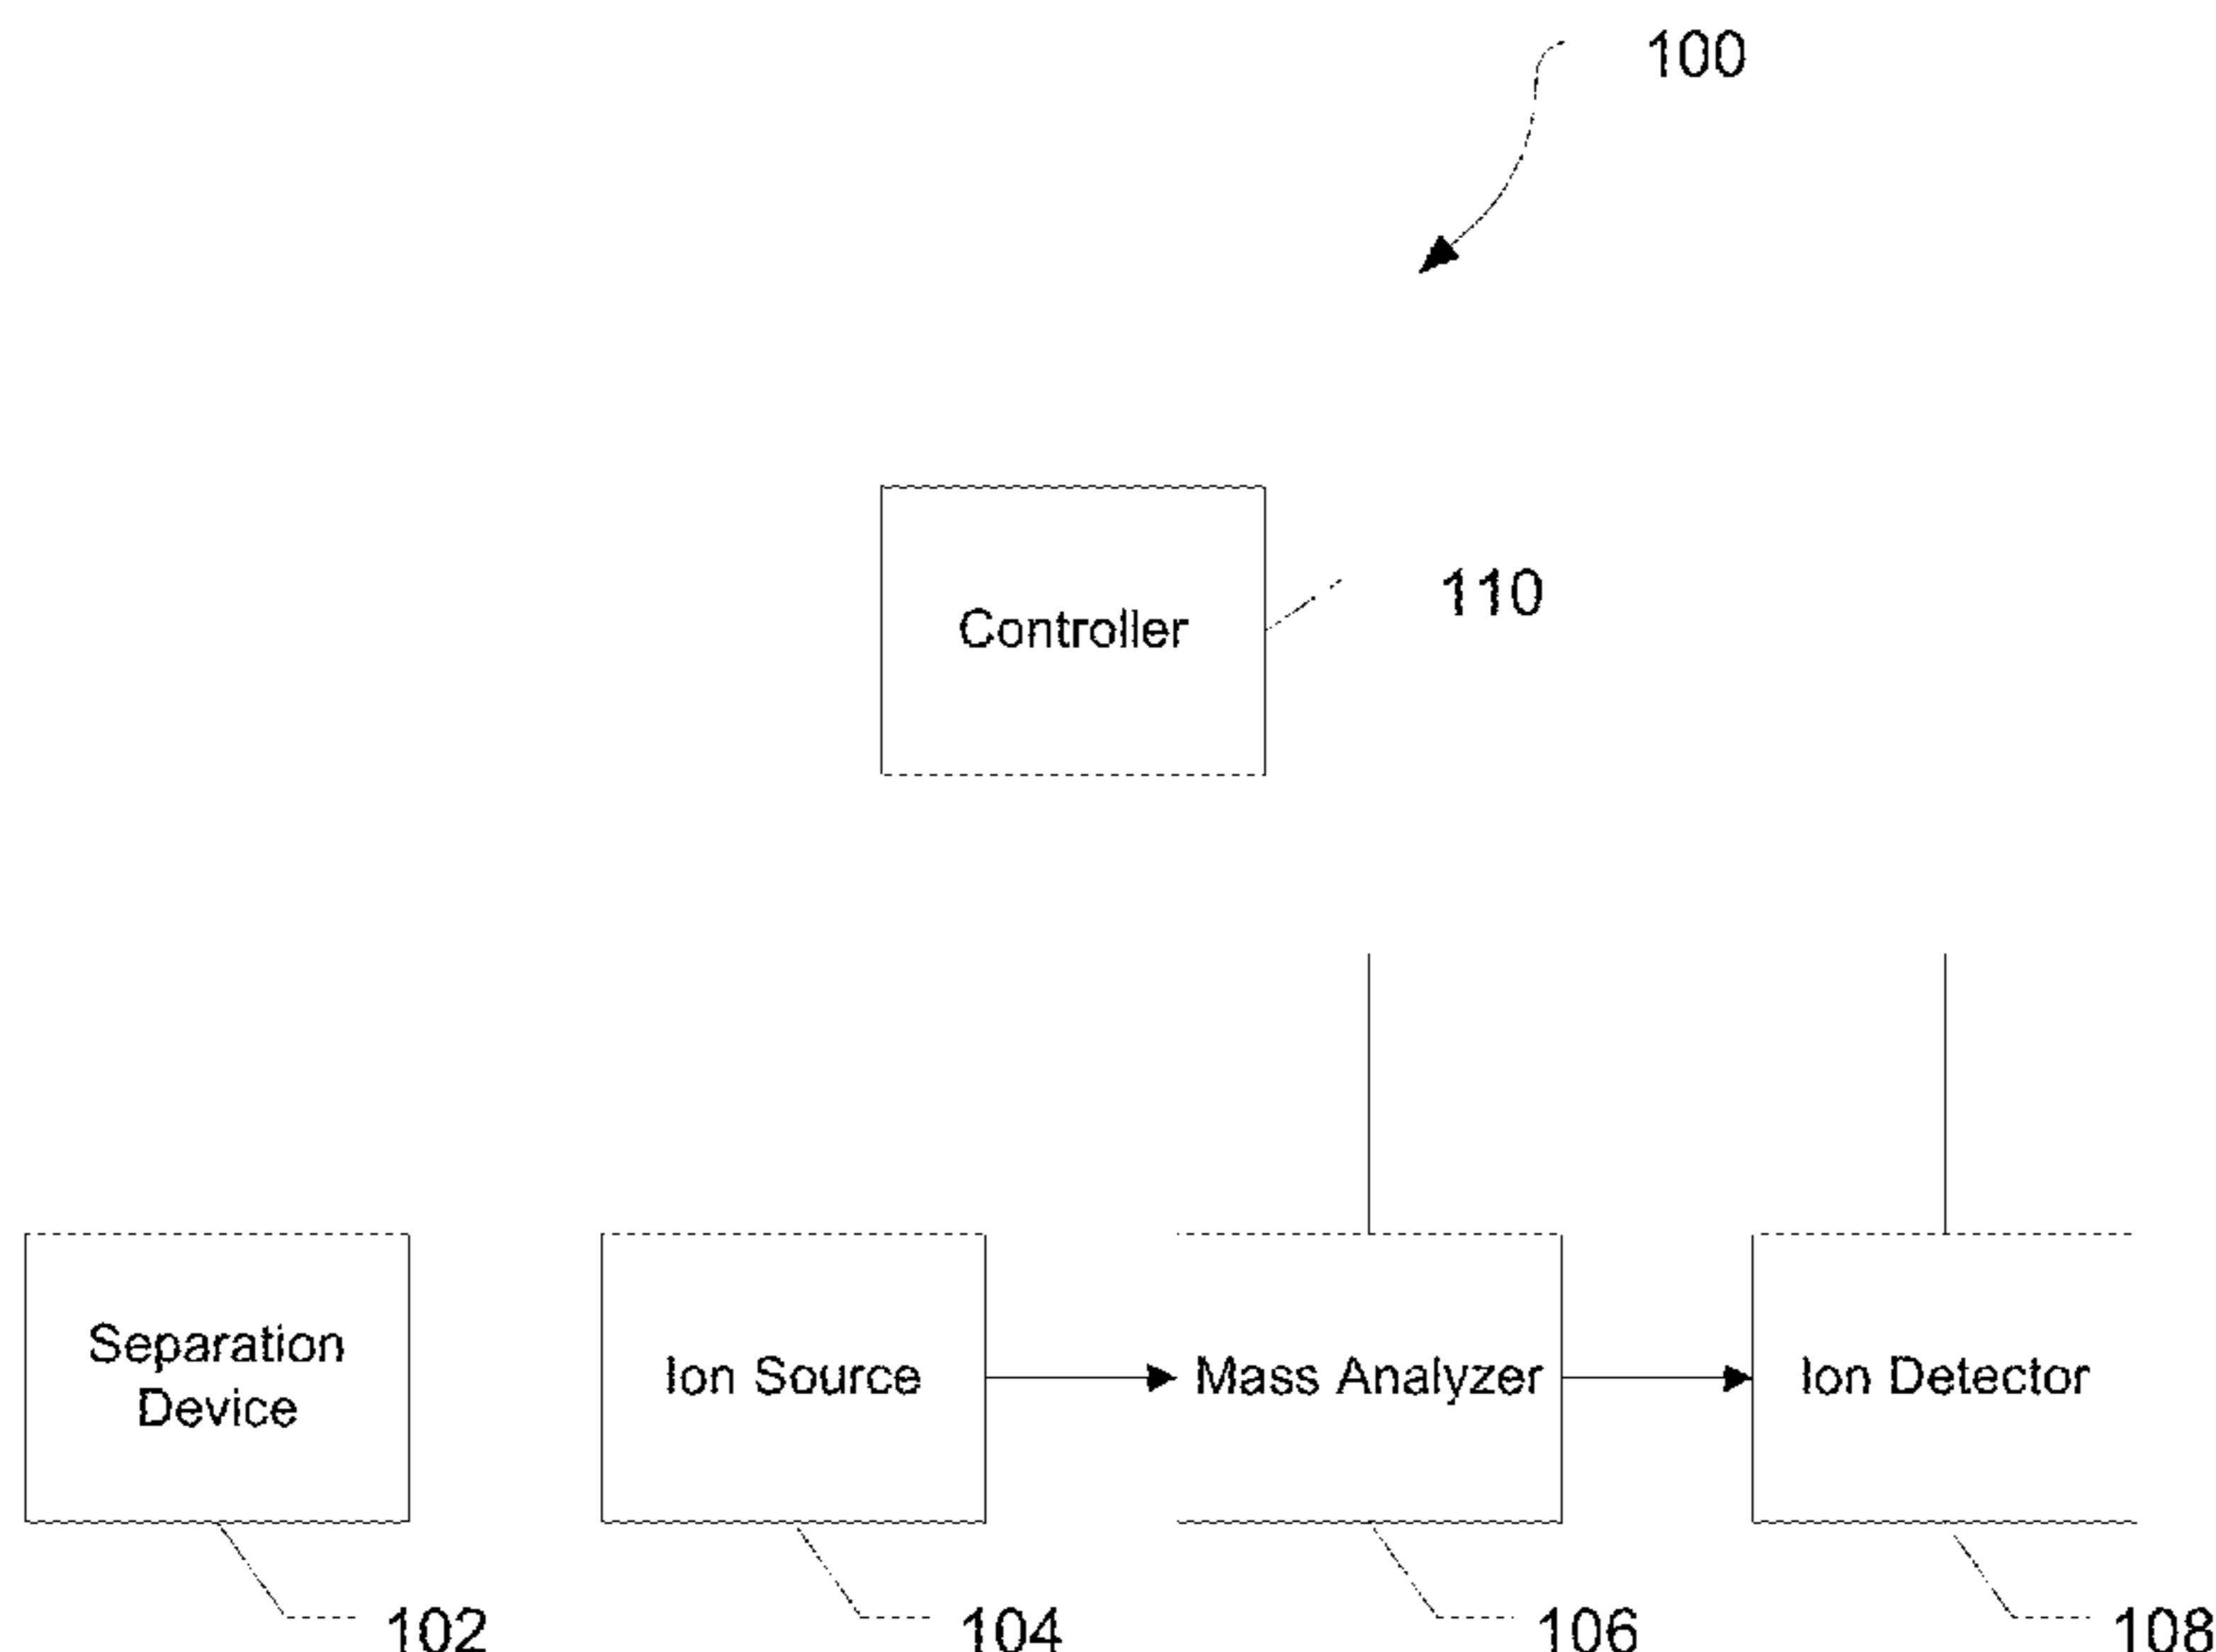 100
110
Controller
Separation
Device
Ion Source
Mass Analyzer
Ion Detector
102
104
106
108